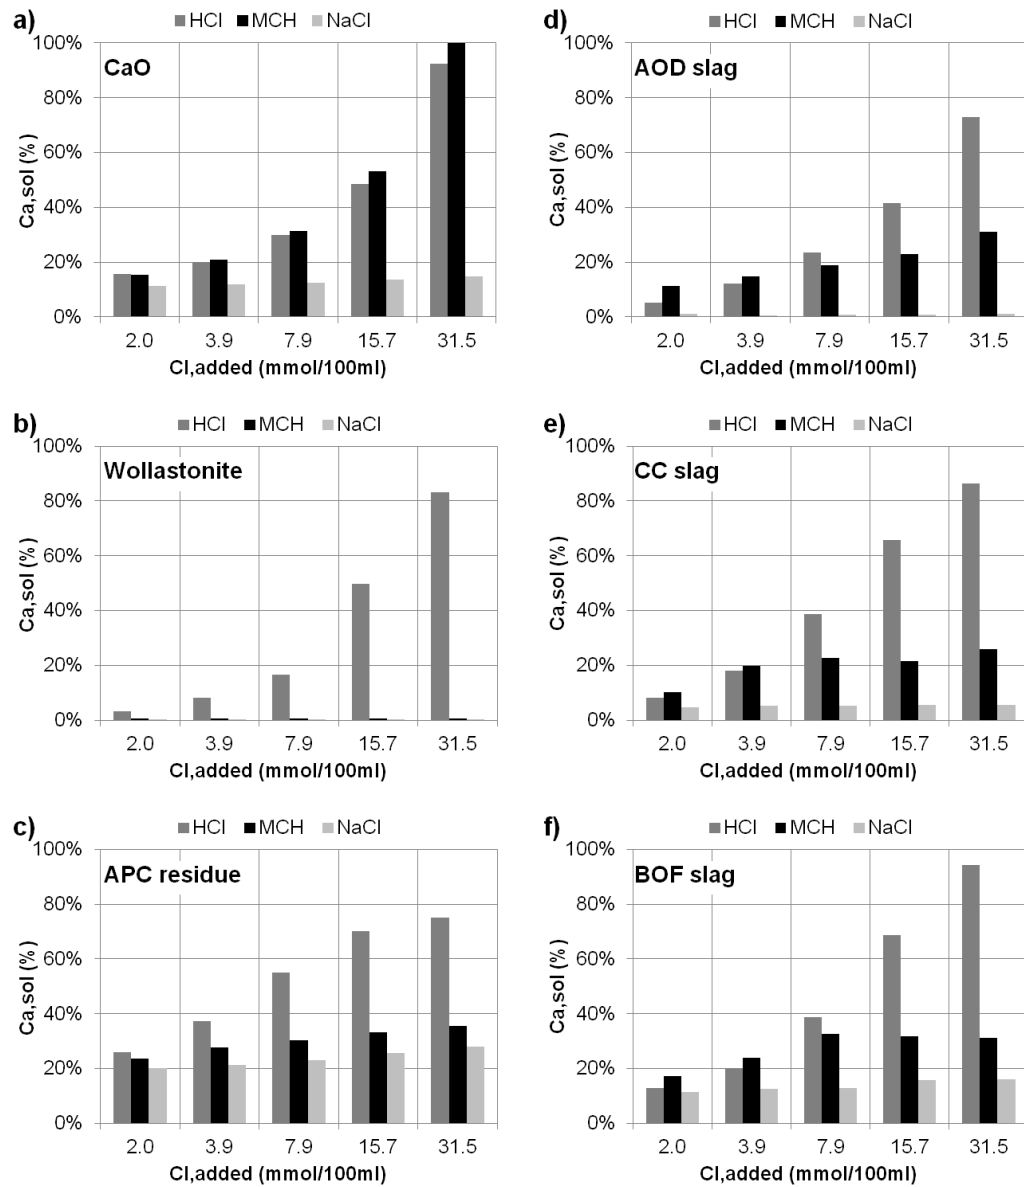 a)
HCl MCH NaCl
CaO
Ca,sol (%)
100%
80%
60%
40%
20%
0%
2.0 3.9 7.9 15.7 31.5
Cl,added (mmol/100ml)
d)
HCl MCH NaCl
AOD slag
Ca,sol (%)
100%
80%
60%
40%
20%
0%
2.0 3.9 7.9 15.7 31.5
Cl,added (mmol/100ml)
b)
HCl MCH NaCl
Wollastonite
Ca,sol (%)
100%
80%
60%
40%
20%
0%
2.0 3.9 7.9 15.7 31.5
Cl,added (mmol/100ml)
e)
HCl MCH NaCl
CC slag
Ca,sol (%)
100%
80%
60%
40%
20%
0%
2.0 3.9 7.9 15.7 31.5
Cl,added (mmol/100ml)
c)
HCl MCH NaCl
APC residue
Ca,sol (%)
100%
80%
60%
40%
20%
0%
2.0 3.9 7.9 15.7 31.5
Cl,added (mmol/100ml)
f)
HCl MCH NaCl
BOF slag
Ca,sol (%)
100%
80%
60%
40%
20%
0%
2.0 3.9 7.9 15.7 31.5
Cl,added (mmol/100ml)